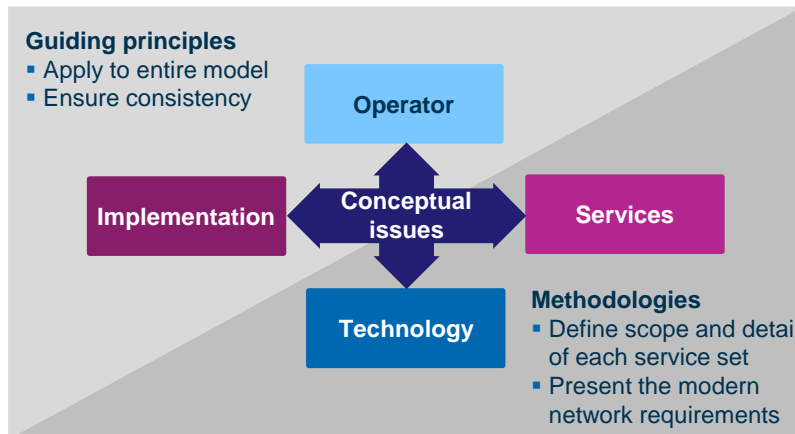 Guiding principles
▪ Apply to entire model
▪ Ensure consistency
Operator
Implementation
Conceptual
issues
Services
Technology
Methodologies
▪ Define scope and detai
of each service set
▪ Present the modern
network requirements